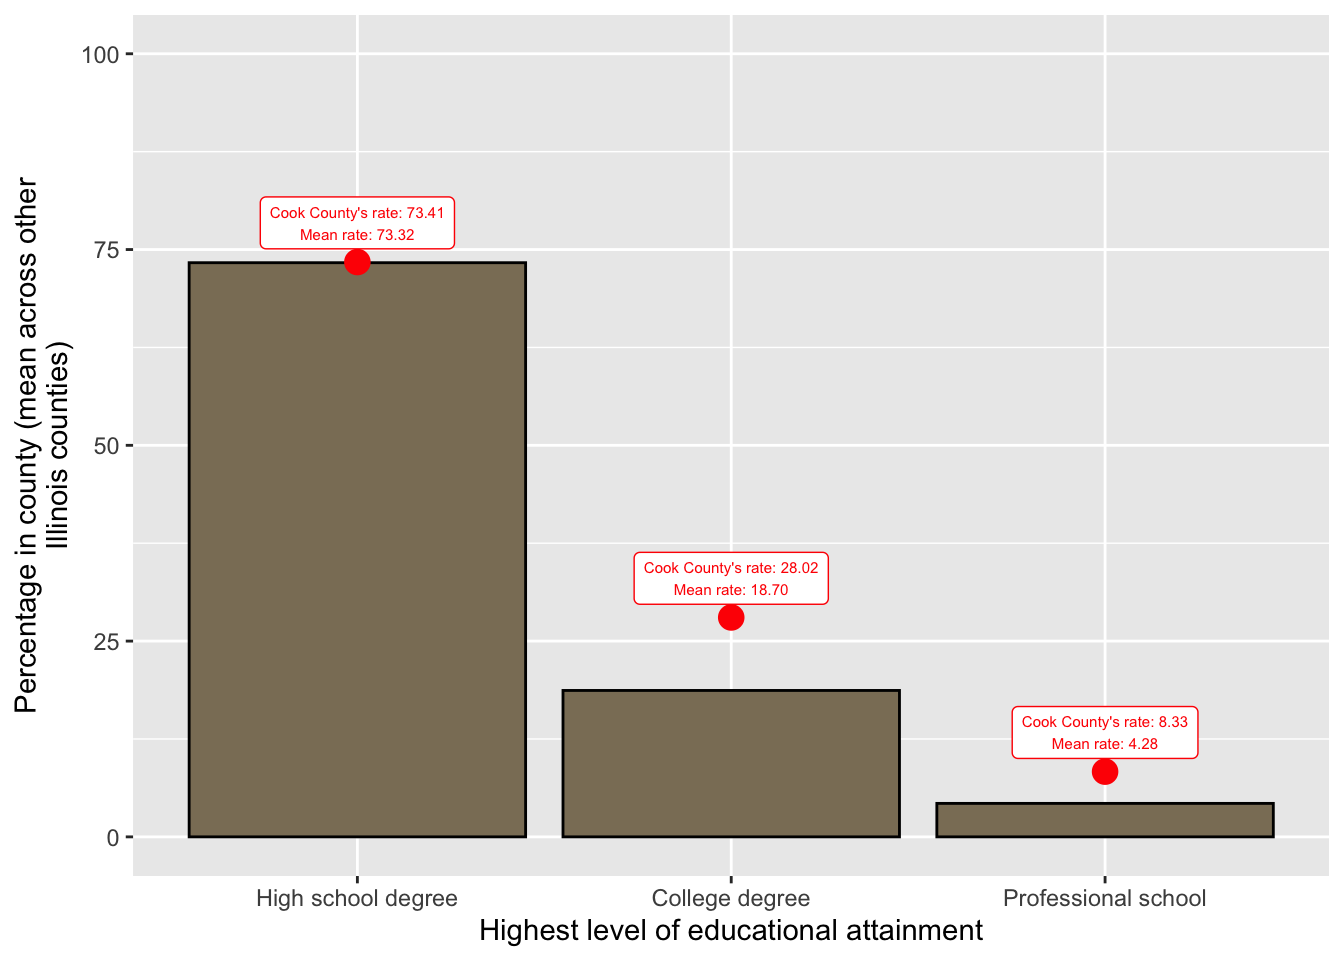 Percentage in county (mean across other
Illinois counties)
100
75
50
25
0
Cook County's rate: 73.41
Mean rate: 73.32
Cook County's rate: 28.02
Mean rate: 18.70
Cook County's rate: 8.33
Mean rate: 4.28
High school degree
College degree
Professional school
Highest level of educational attainment